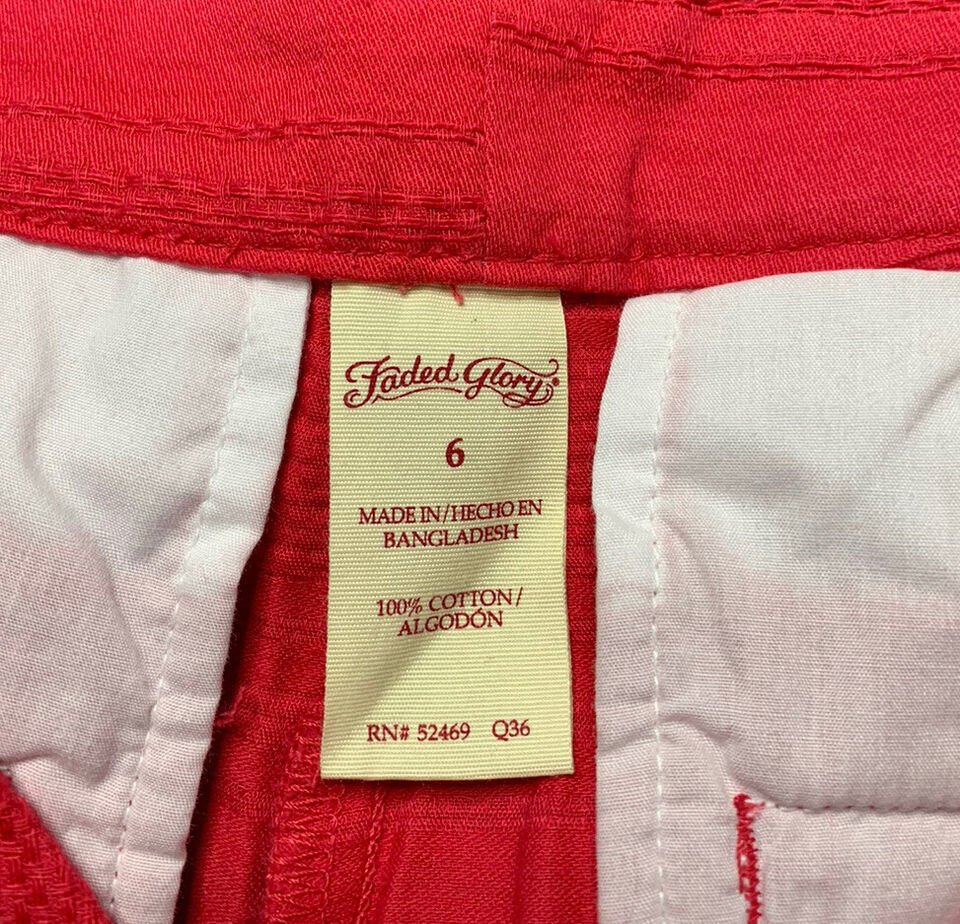 Faded Glory®
6
MADE IN/HECHO EN
BANGLADESH
100% COTTON/
ALGODÓN
RN# 52469 Q36